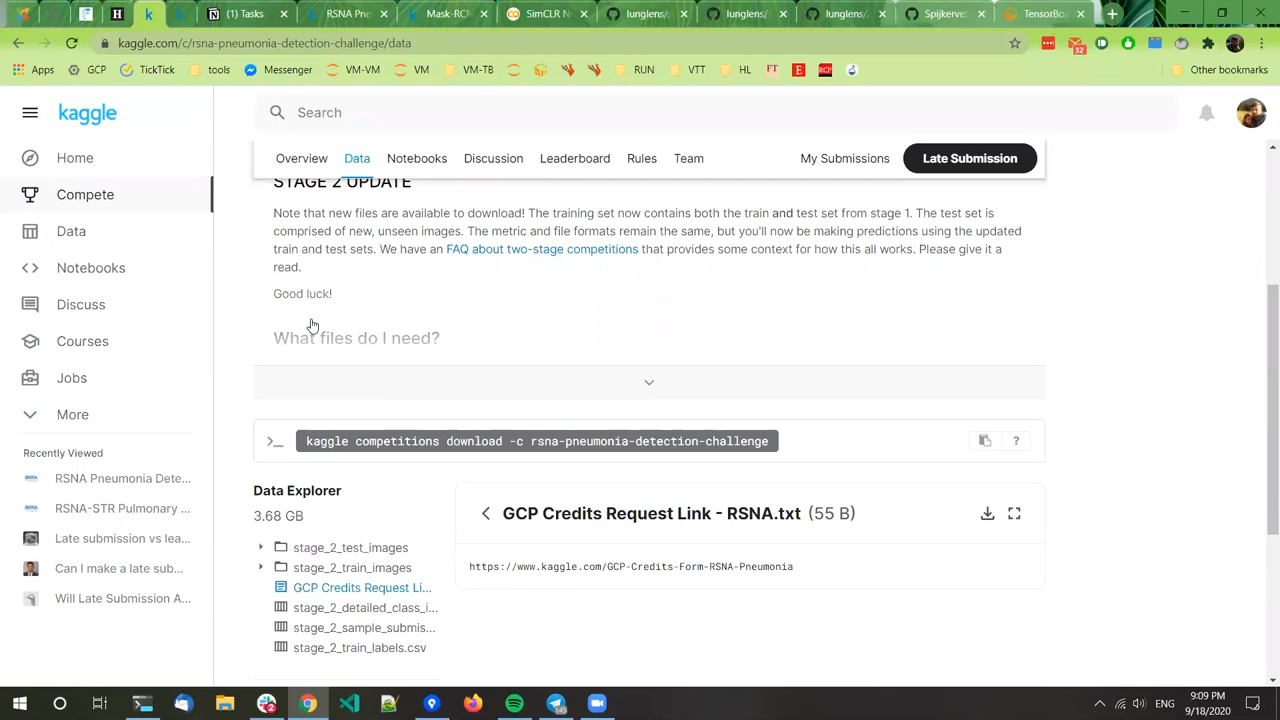 (1) Tasks
RSNA Pne
Mask-RCN
SimCLR N
lunglens/
lunglens/
lunglens/
Spijkervet
TensorBoa
kaggle.com/c/rsna-pneumonia-detection-challenge/data
32
Apps
GCP
TickTick
tools
Messenger
VM-VM
VM
VM-TB
RUN
VTT
HL
FT
E
RCP
Other bookmarks
kaggle
Search
Home
Compete
Data
Notebooks
Discuss
Courses
Jobs
More
Recently Viewed
RSNA Pneumonia Dete...
RSNA-STR Pulmonary ...
Late submission vs lea...
Can I make a late sub...
Will Late Submission A...
Overview
Data
Notebooks
Discussion
Leaderboard
Rules
Team
My Submissions
Late Submission
STAGE 2 UPDATE
Note that new files are available to download! The training set now contains both the train and test set from stage 1. The test set is
comprised of new, unseen images. The metric and file formats remain the same, but you'll now be making predictions using the updated
train and test sets. We have an FAQ about two-stage competitions that provides some context for how this all works. Please give it a
read.
Good luck!
What files do I need?
>_ kaggle competitions download -c rsna-pneumonia-detection-challenge
?
Data Explorer
3.68 GB
stage_2_test_images
stage_2_train_images
GCP Credits Request Li...
stage_2_detailed_class_i...
stage_2_sample_submis...
stage_2_train_labels.csv
GCP Credits Request Link - RSNA.txt (55 B)
https://www.kaggle.com/GCP-Credits-Form-RSNA-Pneumonia
ENG
9:09 PM
9/18/2020